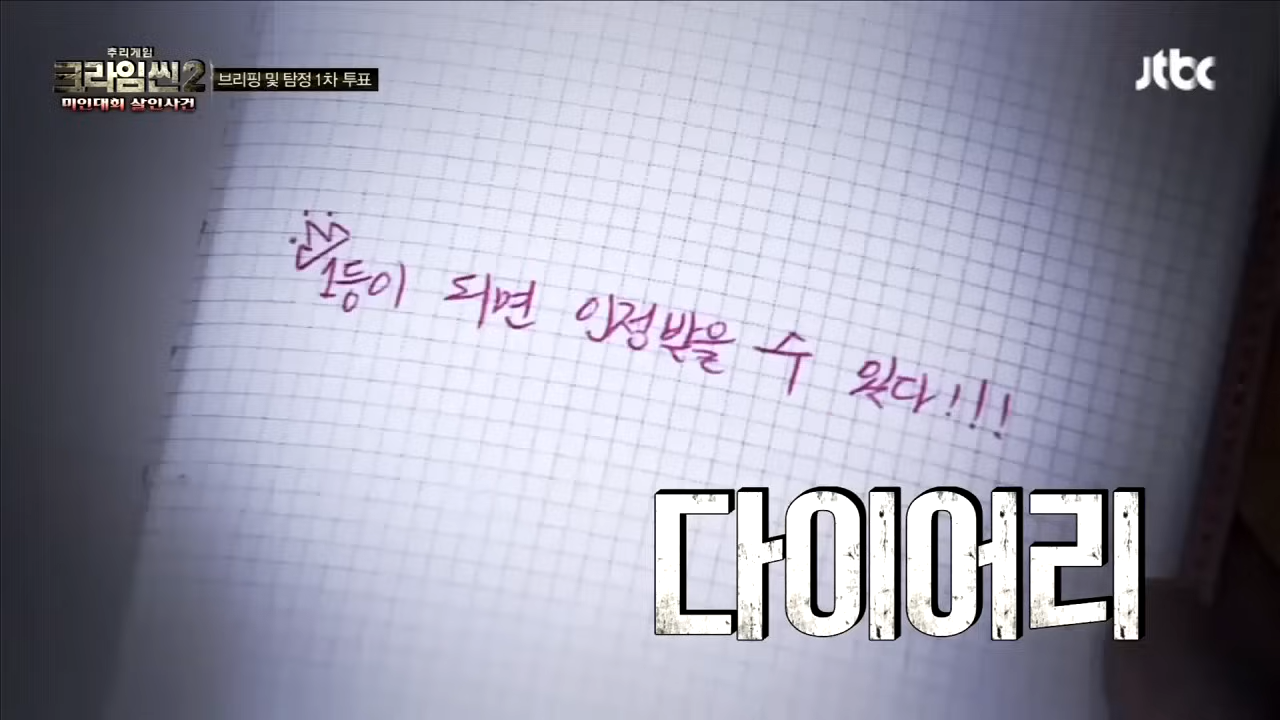 추리게임
크라임씬2
미인대회 살인사건
브리핑 및 탐정 1차 투표
jtbc
1등이 되면 인정받을 수 있다!!!
다이어리